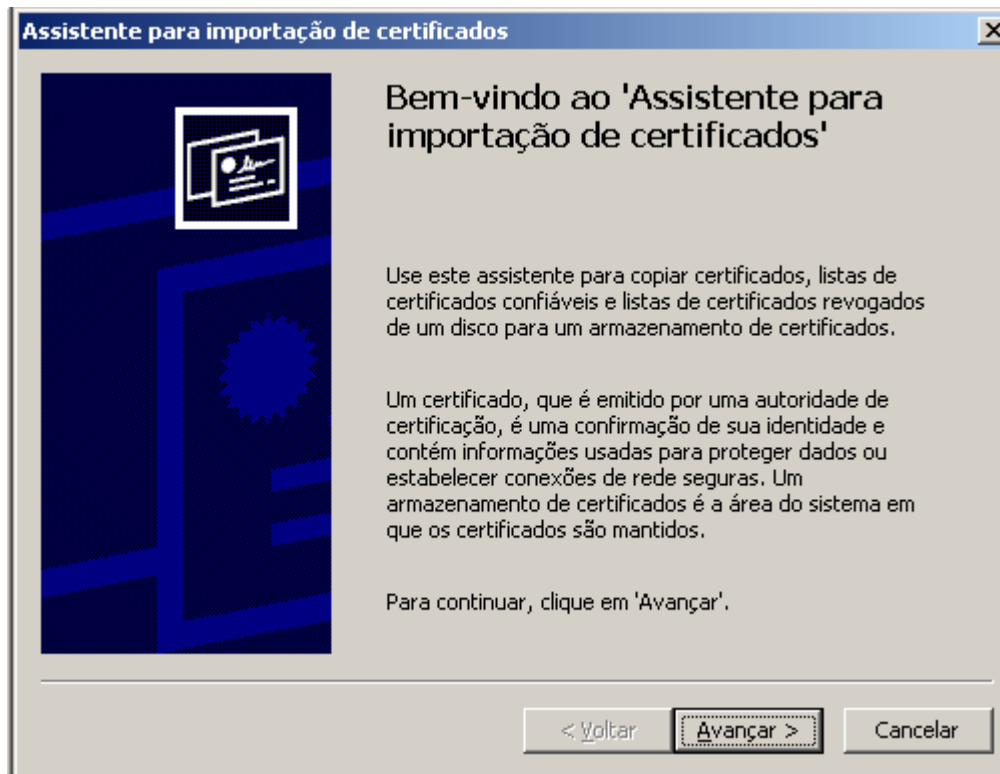 Assistente para importação de certificados
Bem-vindo ao 'Assistente para
importação de certificados'
Use este assistente para copiar certificados, listas de
certificados confiáveis e listas de certificados revogados
de um disco para um armazenamento de certificados.
Um certificado, que é emitido por uma autoridade de
certificação, é uma confirmação de sua identidade e
contém informações usadas para proteger dados ou
estabelecer conexões de rede seguras. Um
armazenamento de certificados é a área do sistema em
que os certificados são mantidos.
Para continuar, clique em 'Avançar'.
< Voltar Avançar > Cancelar